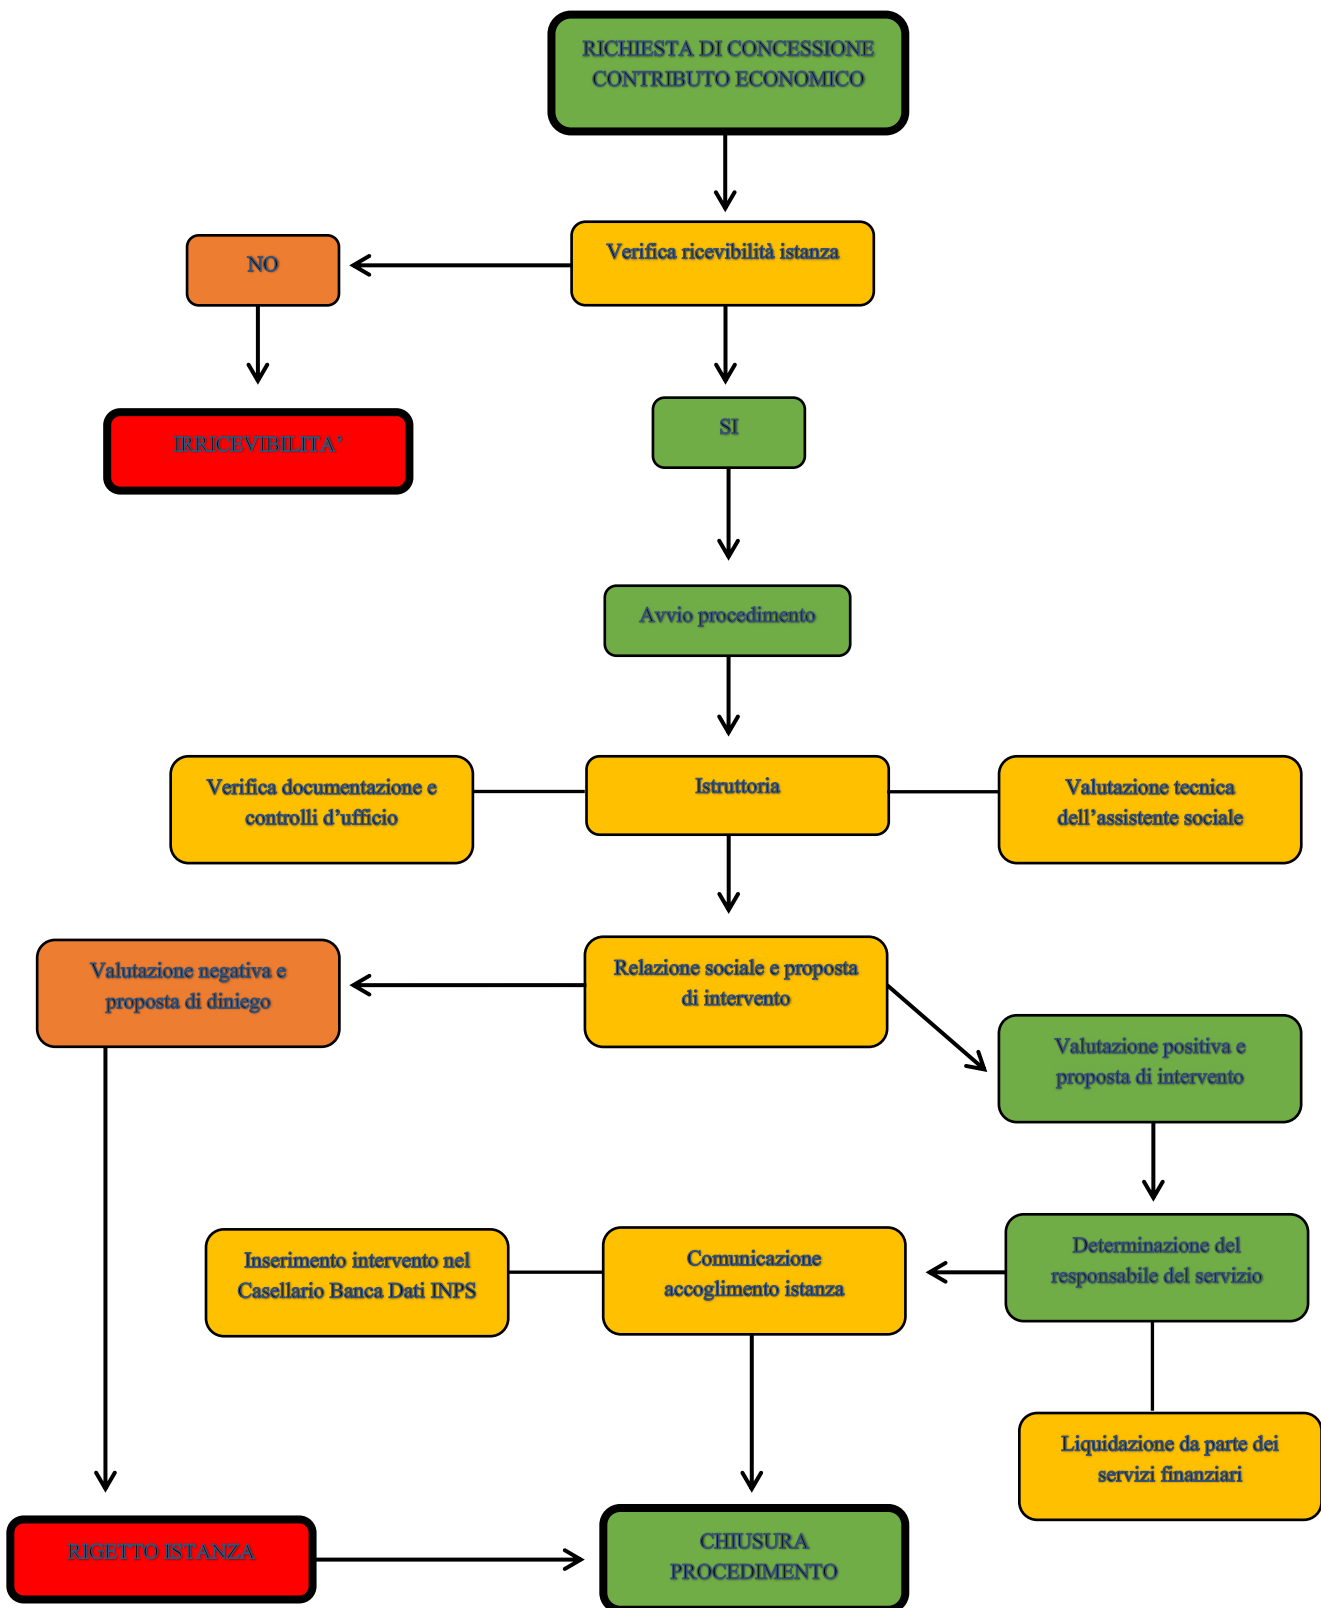 RICHIESTA DI CONCESSIONE
CONTRIBUTO ECONOMICO
Verifica ricevibilità istanza
NO
IRRICEVIBILITA’
SI
Avvio procedimento
Verifica documentazione e
controlli d’ufficio
Istruttoria
Valutazione tecnica
dell’assistente sociale
Valutazione negativa e
proposta di diniego
Relazione sociale e proposta
di intervento
Valutazione positiva e
proposta di intervento
Inserimento intervento nel
Casellario Banca Dati INPS
Comunicazione
accoglimento istanza
Determinazione del
responsabile del servizio
Liquidazione da parte dei
servizi finanziari
RIGETTO ISTANZA
CHIUSURA
PROCEDIMENTO